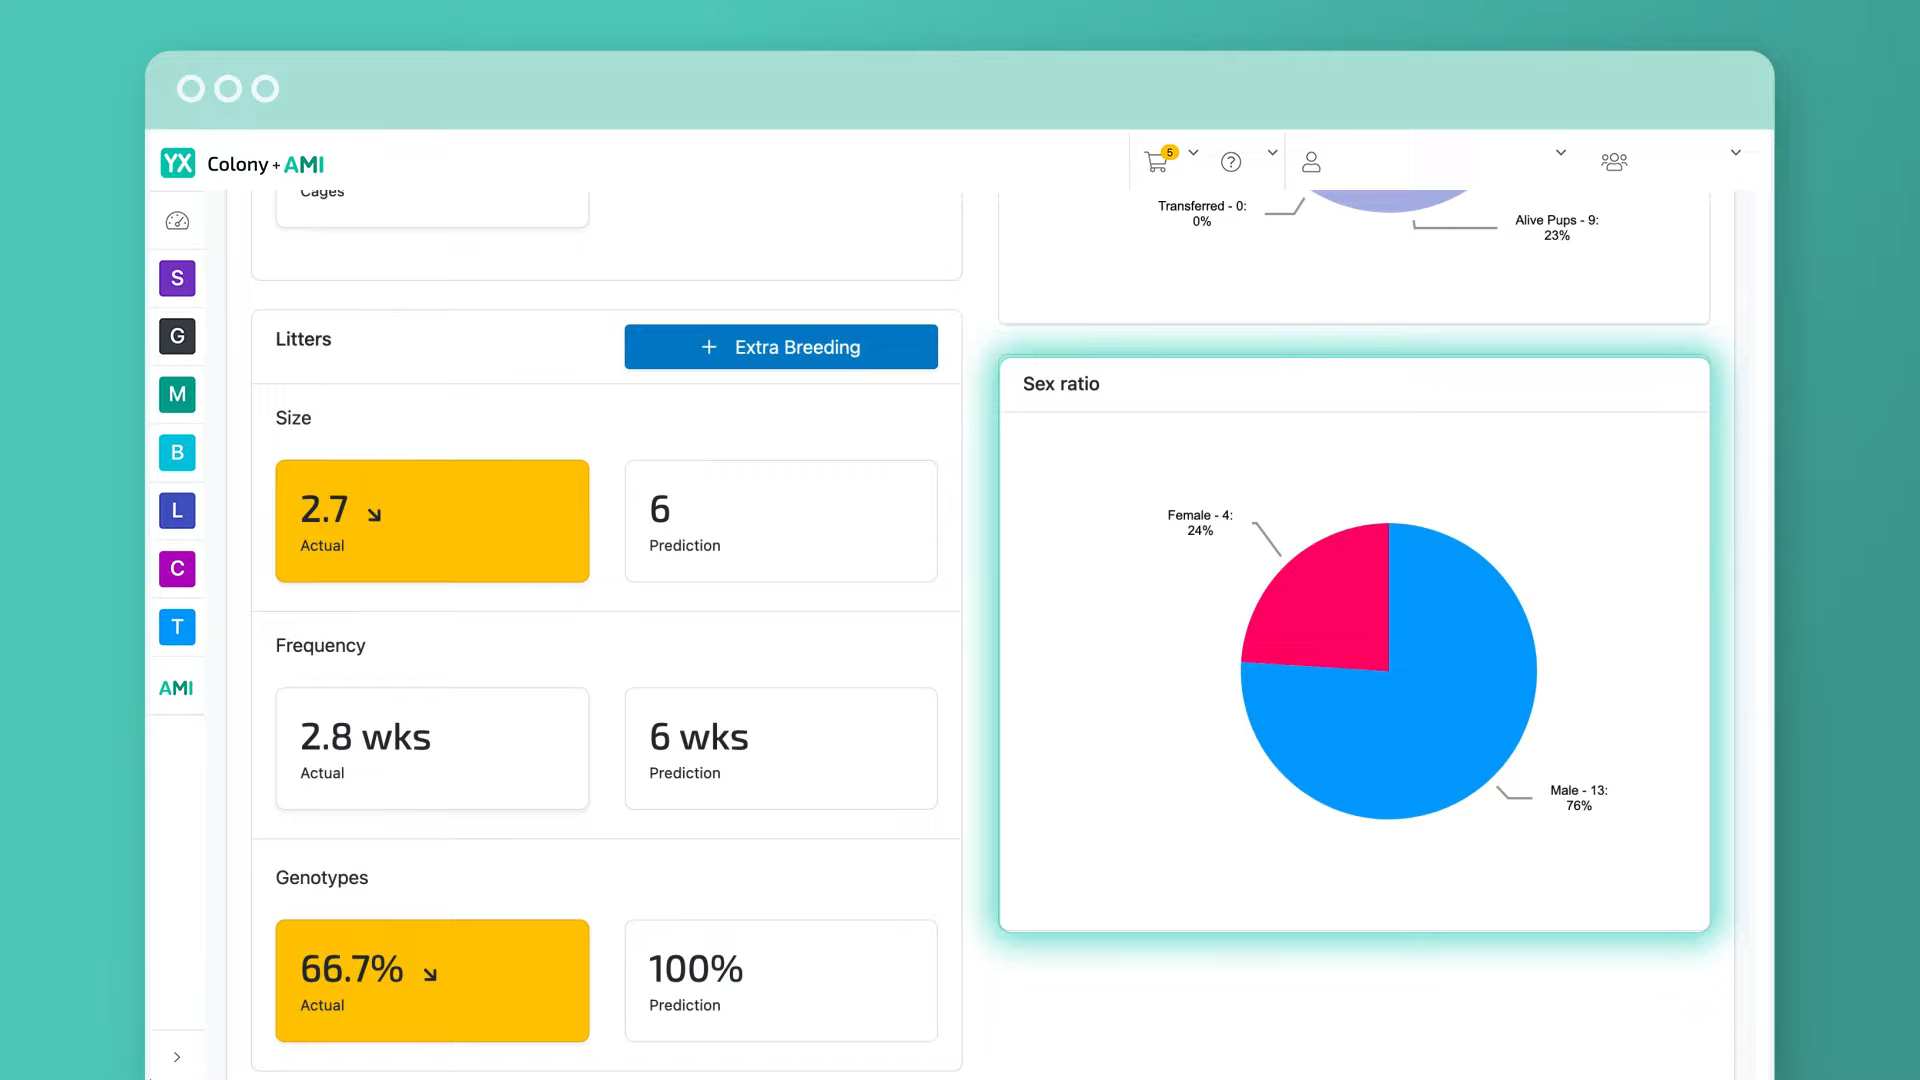 YX Colony + AMI
5
?
Cages
Transferred - 0:
0%
Alive Pups - 9:
23%
S
G
M
B
L
C
T
AMI
Litters
+ Extra Breeding
Size
2.7
Actual
6
Prediction
Frequency
2.8 wks
Actual
6 wks
Prediction
Genotypes
66.7%
Actual
100%
Prediction
Sex ratio
Female - 4:
24%
Male - 13:
76%